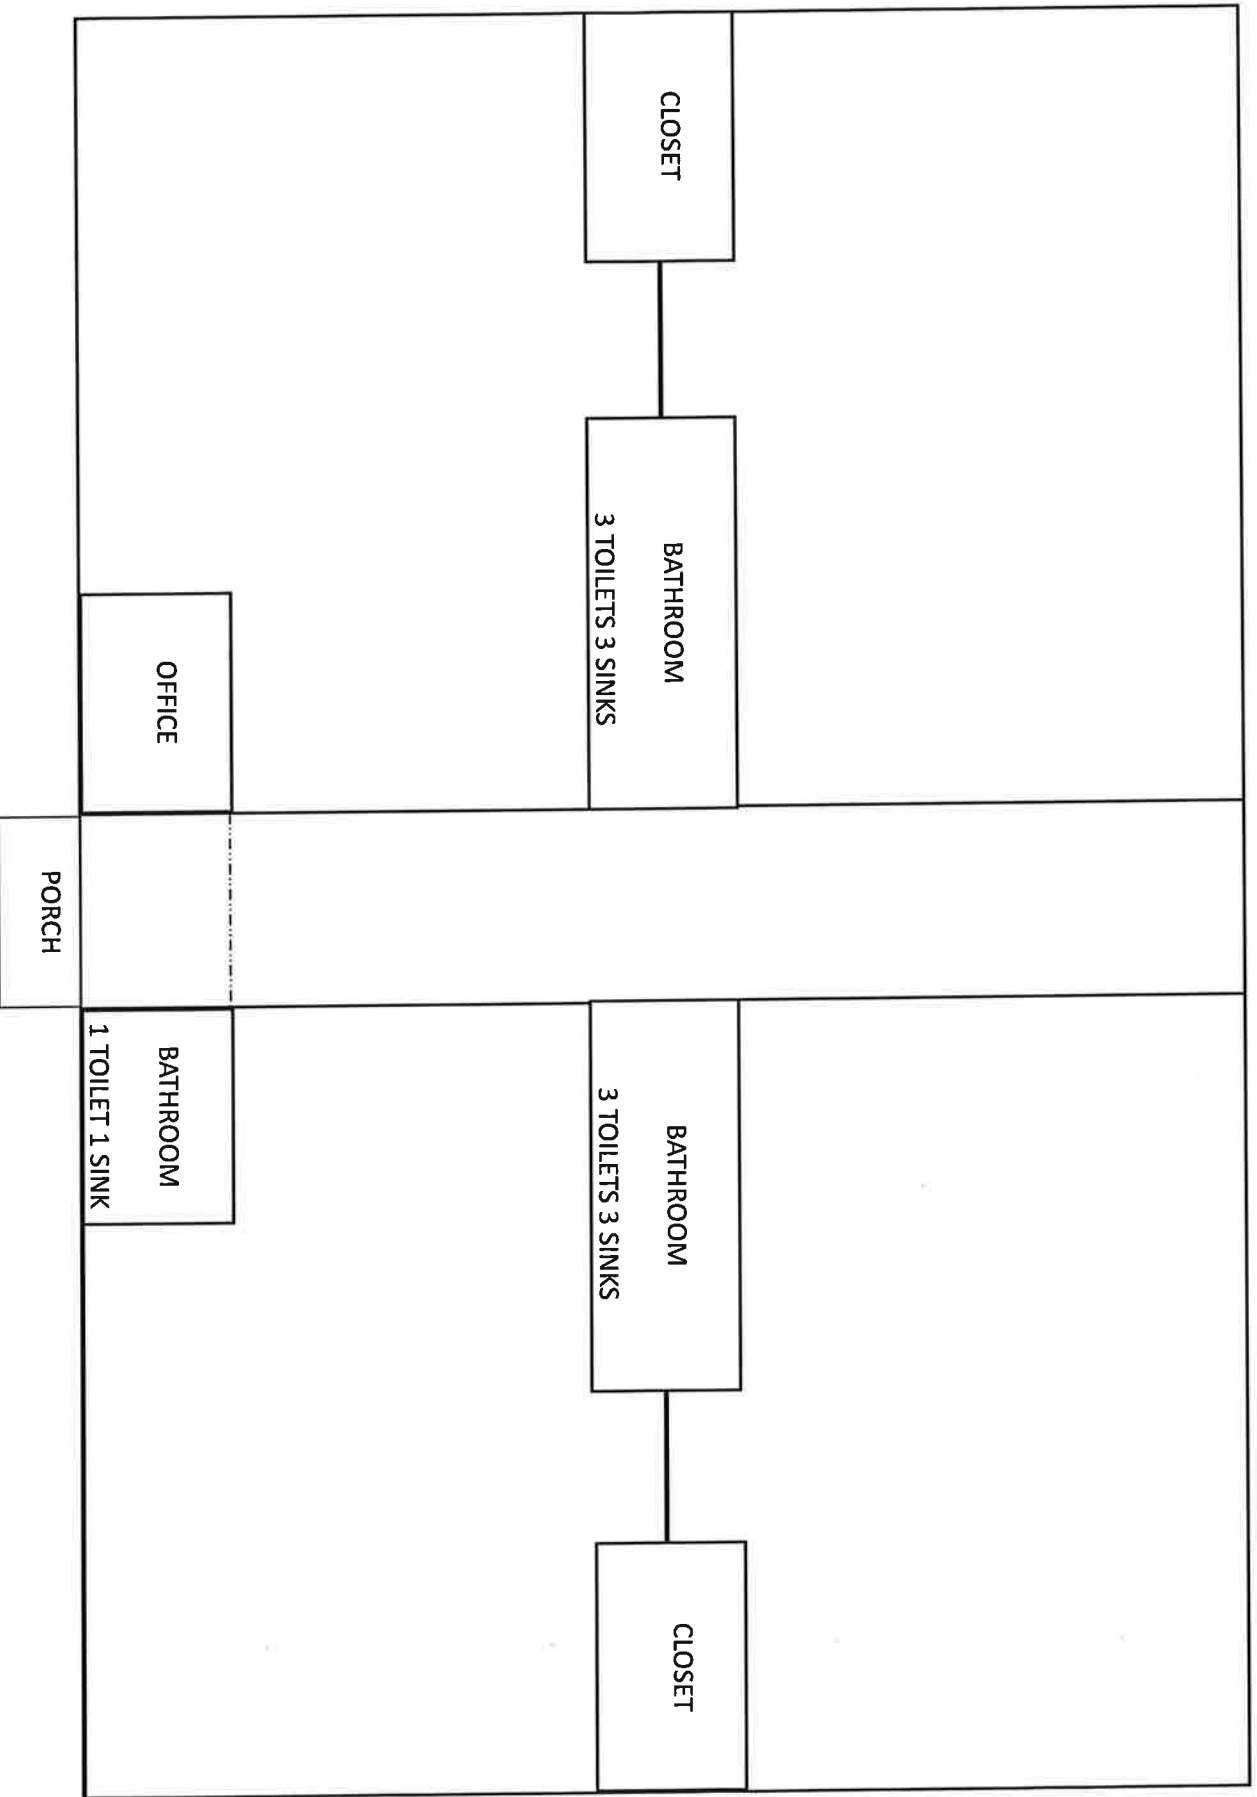 CLOSET
BATHROOM
3 TOILETS 3 SINKS
BATHROOM
3 TOILETS 3 SINKS
CLOSET
OFFICE
BATHROOM
1 TOILET 1 SINK
PORCH